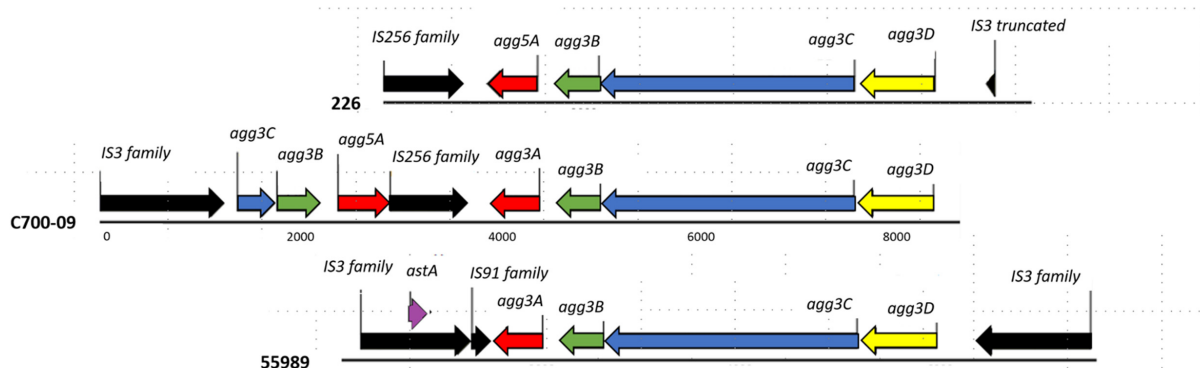 IS256 family agg5A agg3B agg3C agg3D IS3 truncated
226
IS3 family agg3C agg3B agg5A IS256 family agg3A agg3B agg3C agg3D
C700-09
0 2000 4000 6000 8000
IS3 family astA IS91 family agg3A agg3B agg3C agg3D IS3 family
55989